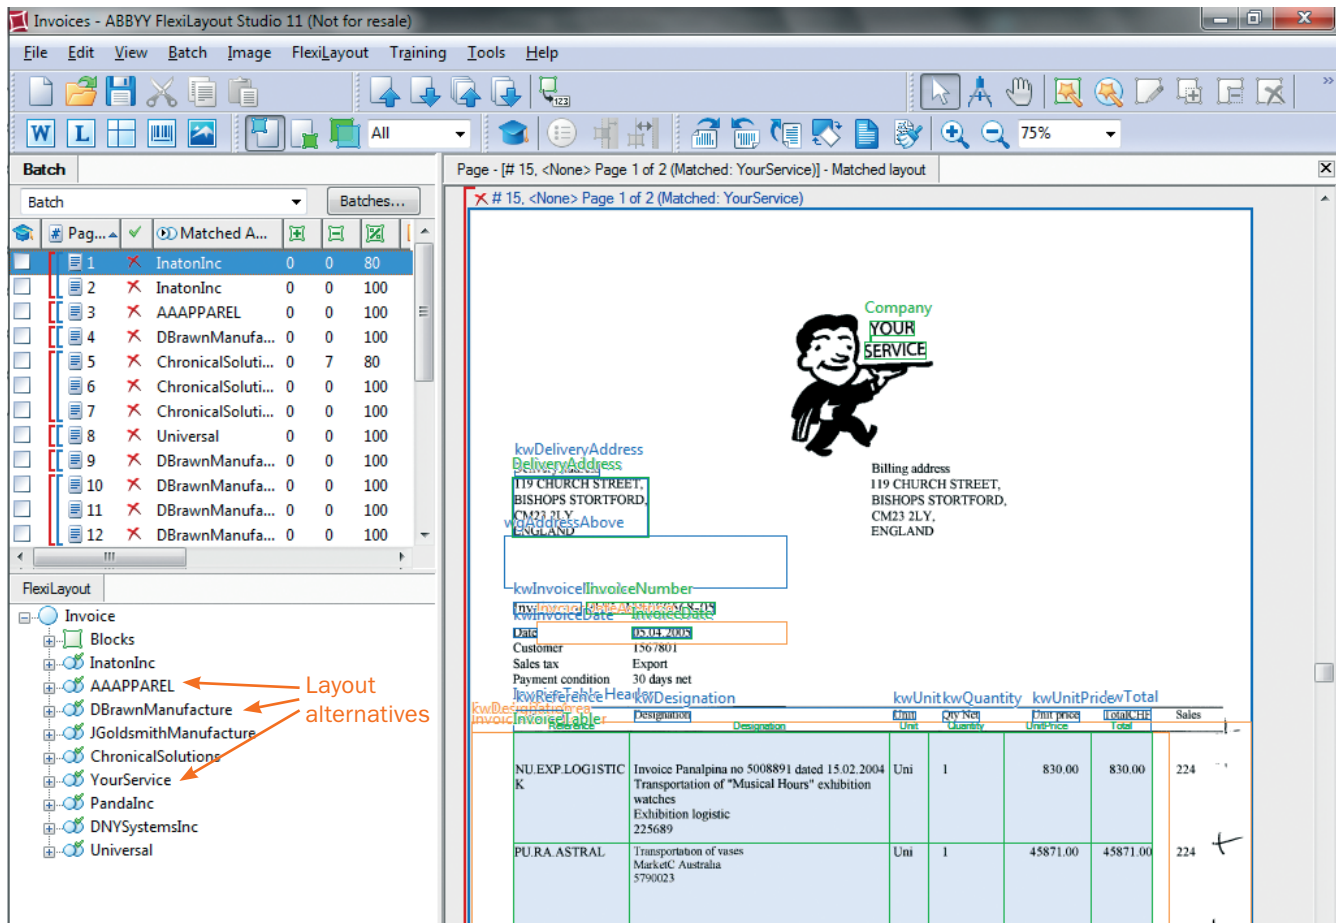 Invoices - ABBYY FlexiLayout Studio 11 (Not for resale)
File Edit View Batch Image FlexiLayout Training Tools Help
123
W L All 75%
Batch
Batch Batches...
# Pag... Matched A...
1 InatonInc 0 0 80
2 InatonInc 0 0 100
3 AAAPPAREL 0 0 100
4 DBrawnManufa... 0 0 100
5 ChronicalSoluti... 0 7 80
6 ChronicalSoluti... 0 0 100
7 ChronicalSoluti... 0 0 100
8 Universal 0 0 100
9 DBrawnManufa... 0 0 100
10 DBrawnManufa... 0 0 100
11 DBrawnManufa... 0 0 100
12 DBrawnManufa... 0 0 100
FlexiLayout
Invoice
Blocks
InatonInc
AAAPPAREL
DBrawnManufacture
JGoldsmithManufacture
ChronicalSolutions
YourService
PandaInc
DNYSystemsInc
Universal
Layout
alternatives
Page - [# 15, <None> Page 1 of 2 (Matched: YourService)] - Matched layout
# 15, <None> Page 1 of 2 (Matched: YourService)
Company
YOUR
SERVICE
kwDeliveryAddress
DeliveryAddress
119 CHURCH STREET,
BISHOPS STORTFORD,
CM23 2LY,
wgAddressAbove
ENGLAND
Billing address
119 CHURCH STREET,
BISHOPS STORTFORD,
CM23 2LY,
ENGLAND
InvoiceNumber
kwInvoiceDate InvoiceDate
Date 05.04.2005
Customer 1567801
Sales tax Export
Payment condition 30 days net
kwReference kwDesignation kwUnit kwQuantity kwUnitPrice kwTotal
Designation Unit Qty Net Unit price TotalCHF Sales
Reference Designation Unit Quantity UnitPrice Total
NU.EXP.LOGISTIC Invoice Panalpina no 5008891 dated 15.02.2004 Uni 1 830.00 830.00 224
K Transportation of "Musical Hours" exhibition
watches
Exhibition logistic
225689
PU.RA.ASTRAL Transportation of vases Uni 1 45871.00 45871.00 224
MarketC Australia
5790023